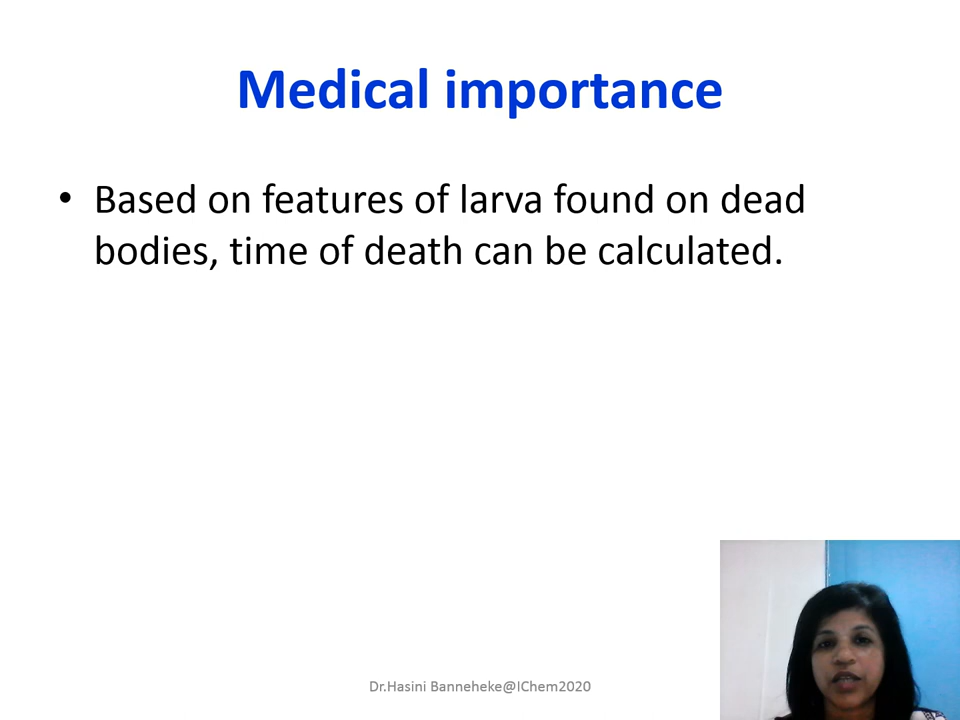 Medical importance
• Based on features of larva found on dead
bodies, time of death can be calculated.
Dr.Hasini Banneheke@IChem2020